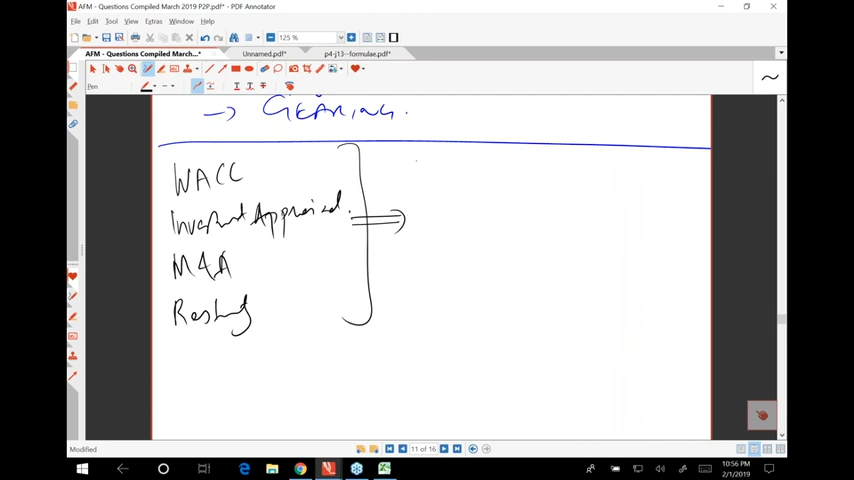 AFM - Questions Compiled March 2019 P2P.pdf* - PDF Annotator
File Edit Tool View Extras Window Help
125 %
AFM - Questions Compiled March...* Unnamed.pdf* p4-j13--formulae.pdf*
Pen
→ GEARING.
WACC
Investment Appraisal.
M&A
Modified
11 of 16
10:56 PM
2/1/2019